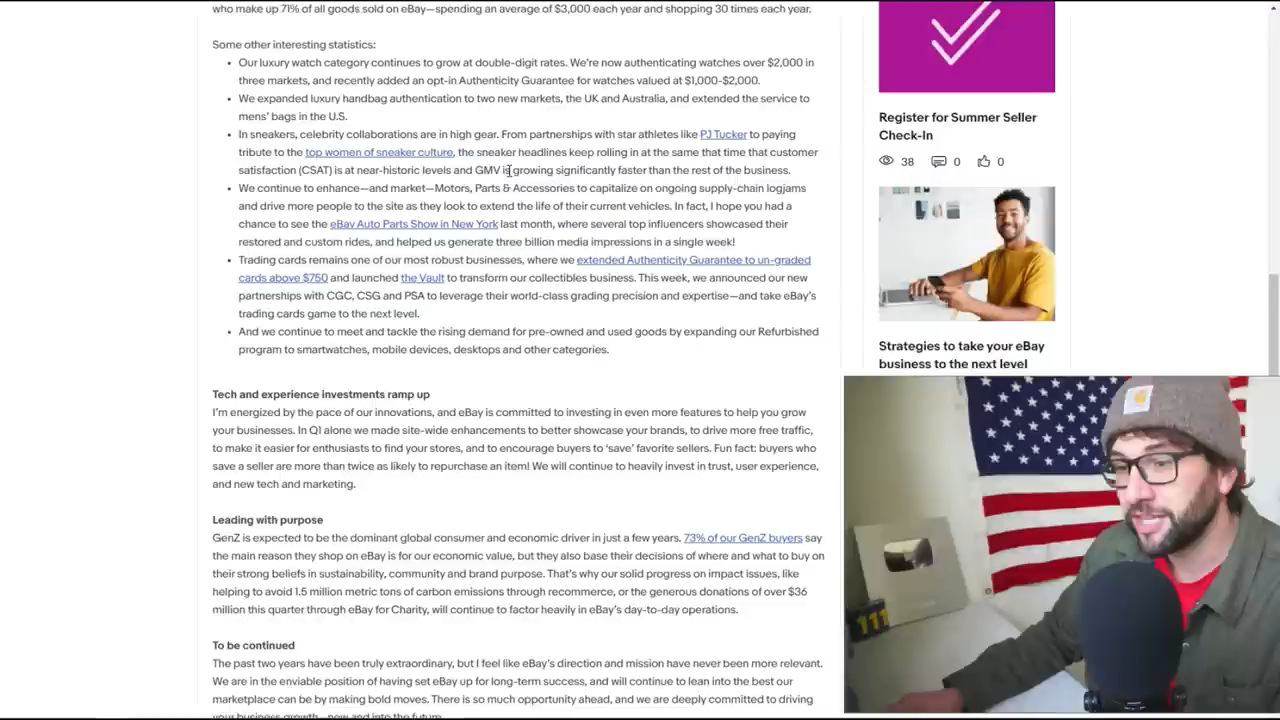 who make up 71% of all goods sold on eBay—spending an average of $3,000 each year and shopping 30 times each year.
Some other interesting statistics:
• Our luxury watch category continues to grow at double-digit rates. We're now authenticating watches over $2,000 in
three markets, and recently added an opt-in Authenticity Guarantee for watches valued at $1,000-$2,000.
• We expanded luxury handbag authentication to two new markets, the UK and Australia, and extended the service to
mens' bags in the U.S.
• In sneakers, celebrity collaborations are in high gear. From partnerships with star athletes like PJ Tucker to paying
tribute to the top women of sneaker culture, the sneaker headlines keep rolling in at the same that time that customer
satisfaction (CSAT) is at near-historic levels and GMV is growing significantly faster than the rest of the business.
• We continue to enhance—and market—Motors, Parts & Accessories to capitalize on ongoing supply-chain logjams
and drive more people to the site as they look to extend the life of their current vehicles. In fact, I hope you had a
chance to see the eBay Auto Parts Show in New York last month, where several top influencers showcased their
restored and custom rides, and helped us generate three billion media impressions in a single week!
• Trading cards remains one of our most robust businesses, where we extended Authenticity Guarantee to un-graded
cards above $750 and launched the Vault to transform our collectibles business. This week, we announced our new
partnerships with CGC, CSG and PSA to leverage their world-class grading precision and expertise—and take eBay's
trading cards game to the next level.
• And we continue to meet and tackle the rising demand for pre-owned and used goods by expanding our Refurbished
program to smartwatches, mobile devices, desktops and other categories.
Tech and experience investments ramp up
I'm energized by the pace of our innovations, and eBay is committed to investing in even more features to help you grow
your businesses. In Q1 alone we made site-wide enhancements to better showcase your brands, to drive more free traffic,
to make it easier for enthusiasts to find your stores, and to encourage buyers to 'save' favorite sellers. Fun fact: buyers who
save a seller are more than twice as likely to repurchase an item! We will continue to heavily invest in trust, user experience,
and new tech and marketing.
Leading with purpose
GenZ is expected to be the dominant global consumer and economic driver in just a few years. 73% of our GenZ buyers say
the main reason they shop on eBay is for our economic value, but they also base their decisions of where and what to buy on
their strong beliefs in sustainability, community and brand purpose. That's why our solid progress on impact issues, like
helping to avoid 1.5 million metric tons of carbon emissions through recommerce, or the generous donations of over $36
million this quarter through eBay for Charity, will continue to factor heavily in eBay's day-to-day operations.
To be continued
The past two years have been truly extraordinary, but I feel like eBay's direction and mission have never been more relevant.
We are in the enviable position of having set eBay up for long-term success, and will continue to lean into the best our
marketplace can be by making bold moves. There is so much opportunity ahead, and we are deeply committed to driving
your business growth—now and into the future.
Register for Summer Seller
Check-In
38 0 0
Strategies to take your eBay
business to the next level
111